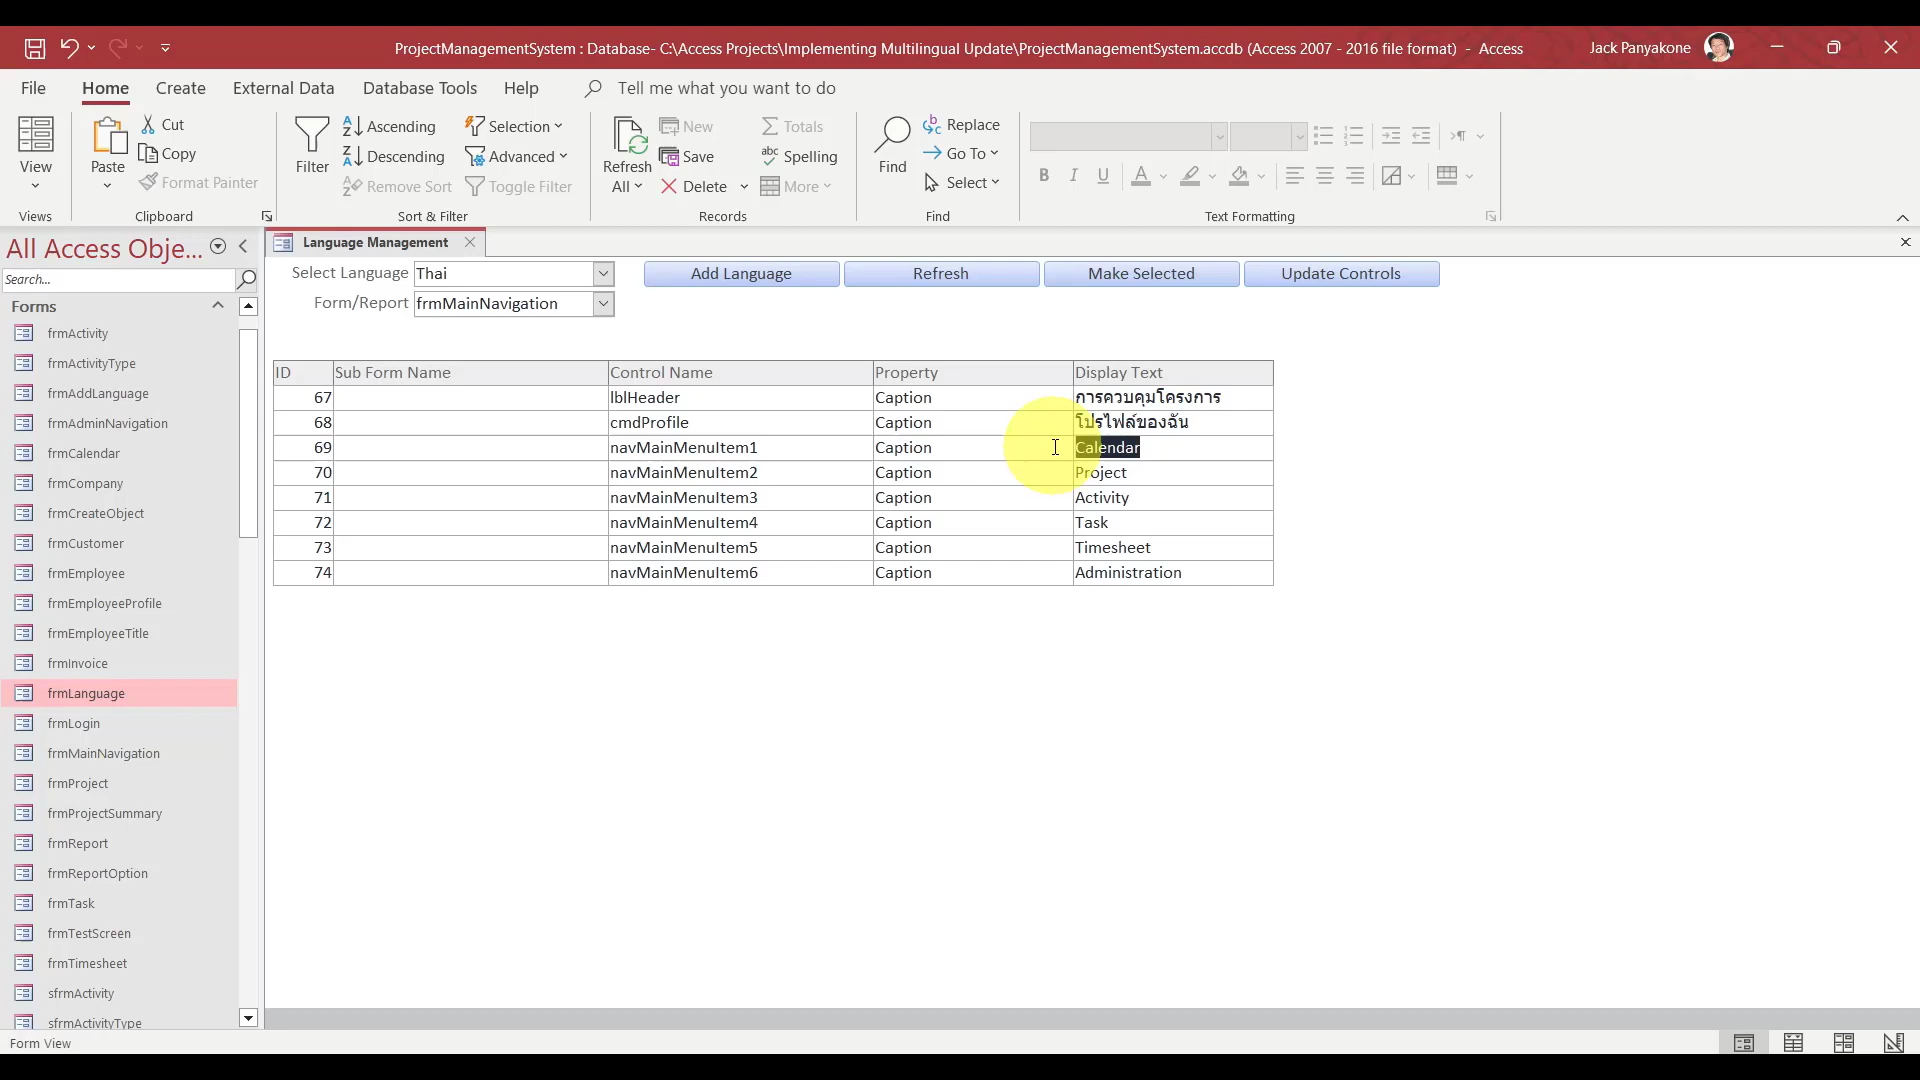 ProjectManagementSystem : Database- C:\Access Projects\Implementing Multilingual Update\ProjectManagementSystem.accdb (Access 2007 - 2016 file format) - Access
Jack Panyakone
File Home Create External Data Database Tools Help Tell me what you want to do
View
Views
Paste
Cut
Copy
Format Painter
Clipboard
Filter
Ascending
Descending
Remove Sort
Selection
Advanced
Toggle Filter
Sort & Filter
Refresh
All
New
Save
Delete
Totals
Spelling
More
Records
Find
Replace
Go To
Select
Find
B I U
Text Formatting
All Access Obje...
Search...
Forms
frmActivity
frmActivityType
frmAddLanguage
frmAdminNavigation
frmCalendar
frmCompany
frmCreateObject
frmCustomer
frmEmployee
frmEmployeeProfile
frmEmployeeTitle
frmInvoice
frmLanguage
frmLogin
frmMainNavigation
frmProject
frmProjectSummary
frmReport
frmReportOption
frmTask
frmTestScreen
frmTimesheet
sfrmActivity
sfrmActivityType
Language Management
Select Language Thai
Add Language Refresh Make Selected Update Controls
Form/Report frmMainNavigation
ID Sub Form Name Control Name Property Display Text
67 lblHeader Caption การควบคุมโครงการ
68 cmdProfile Caption โปรไฟล์ของฉัน
69 navMainMenuItem1 Caption Calendar
70 navMainMenuItem2 Caption Project
71 navMainMenuItem3 Caption Activity
72 navMainMenuItem4 Caption Task
73 navMainMenuItem5 Caption Timesheet
74 navMainMenuItem6 Caption Administration
Form View